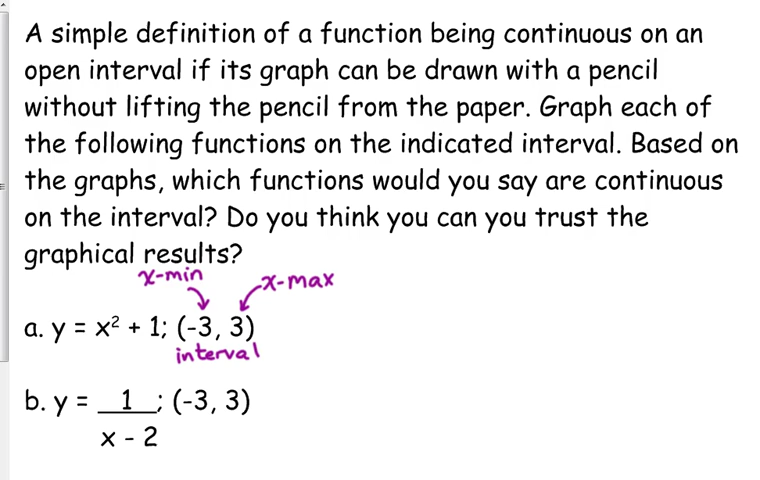 A simple definition of a function being continuous on an
open interval if its graph can be drawn with a pencil
without lifting the pencil from the paper. Graph each of
the following functions on the indicated interval. Based on
the graphs, which functions would you say are continuous
on the interval? Do you think you can you trust the
graphical results?
x-min x-max
a. y = x² + 1; (-3, 3)
interval
b. y = 1 ; (-3, 3)
x - 2